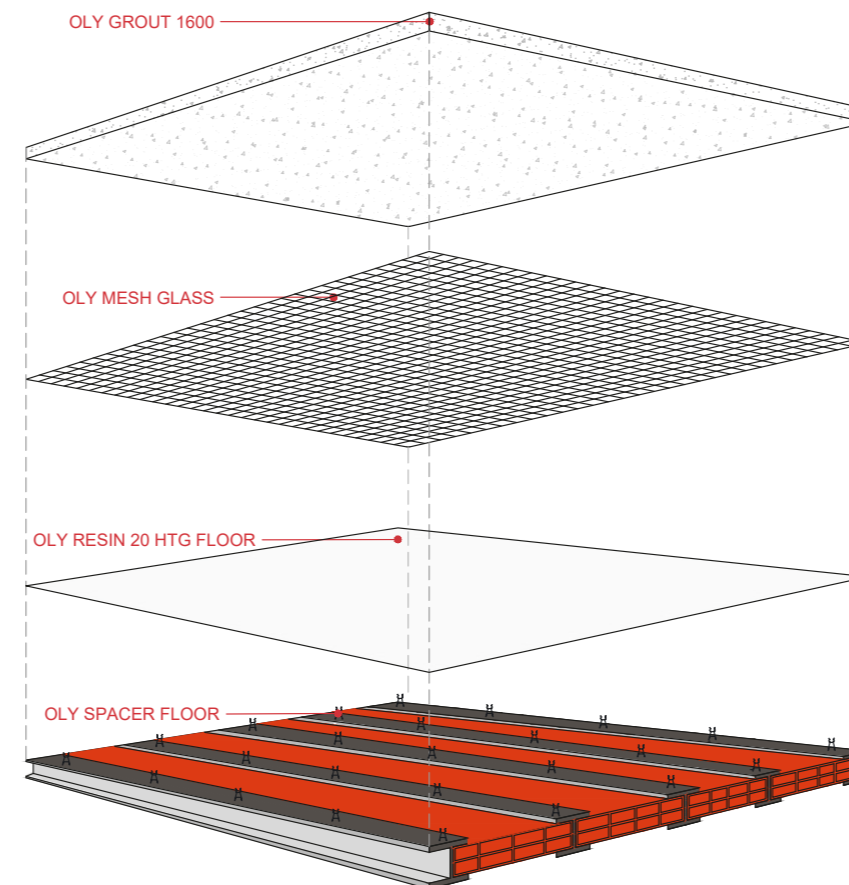 OLY GROUT 1600
OLY MESH GLASS
OLY RESIN 20 HTG FLOOR
OLY SPACER FLOOR